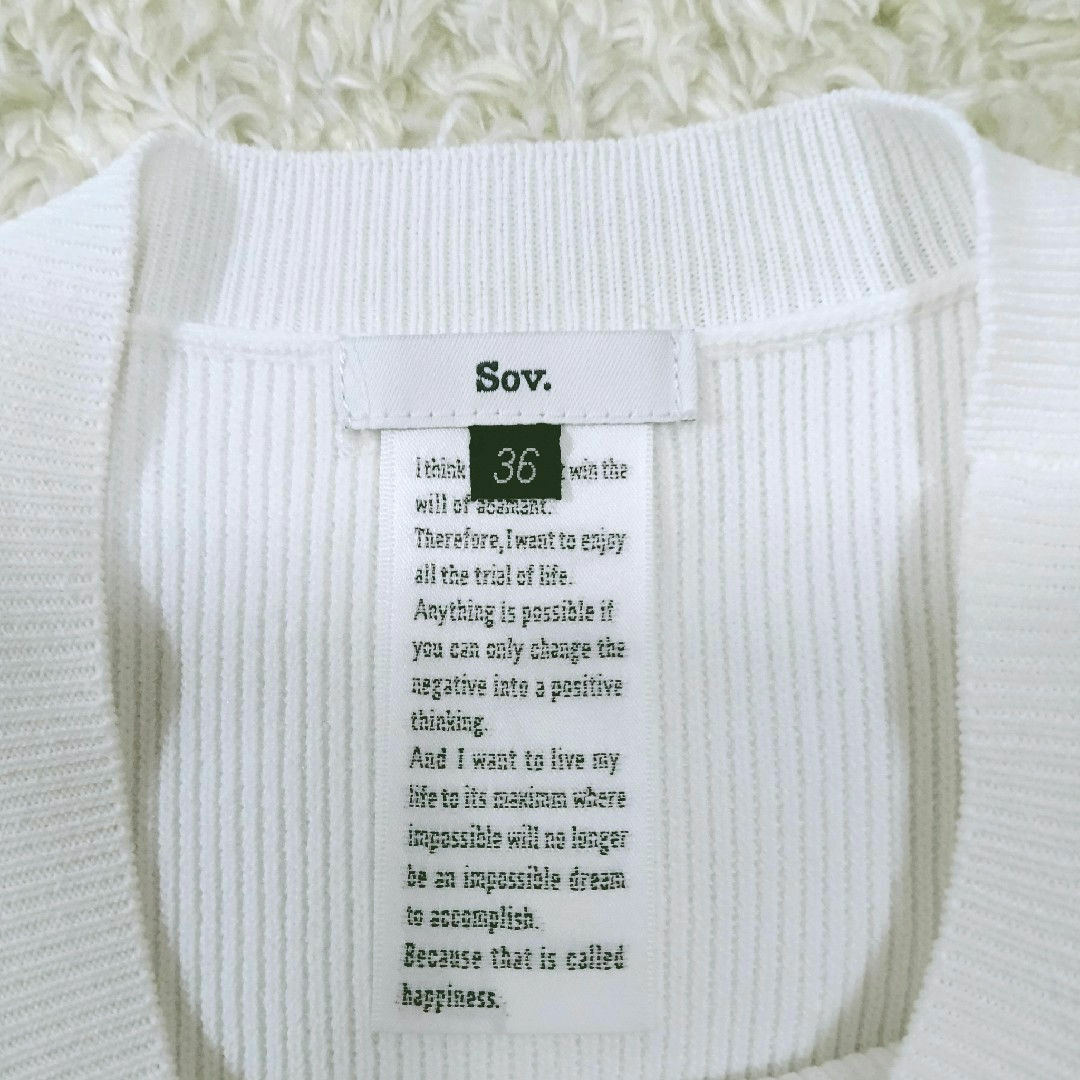 Sov.
36
I think win the
will of adamant.
Therefore, I want to enjoy
all the trial of life.
Anything is possible if
you can only change the
negative into a positive
thinking.
And I want to live my
life to its maximm where
impossible will no longer
be an impossible dream
to accomplish.
Because that is called
happiness.